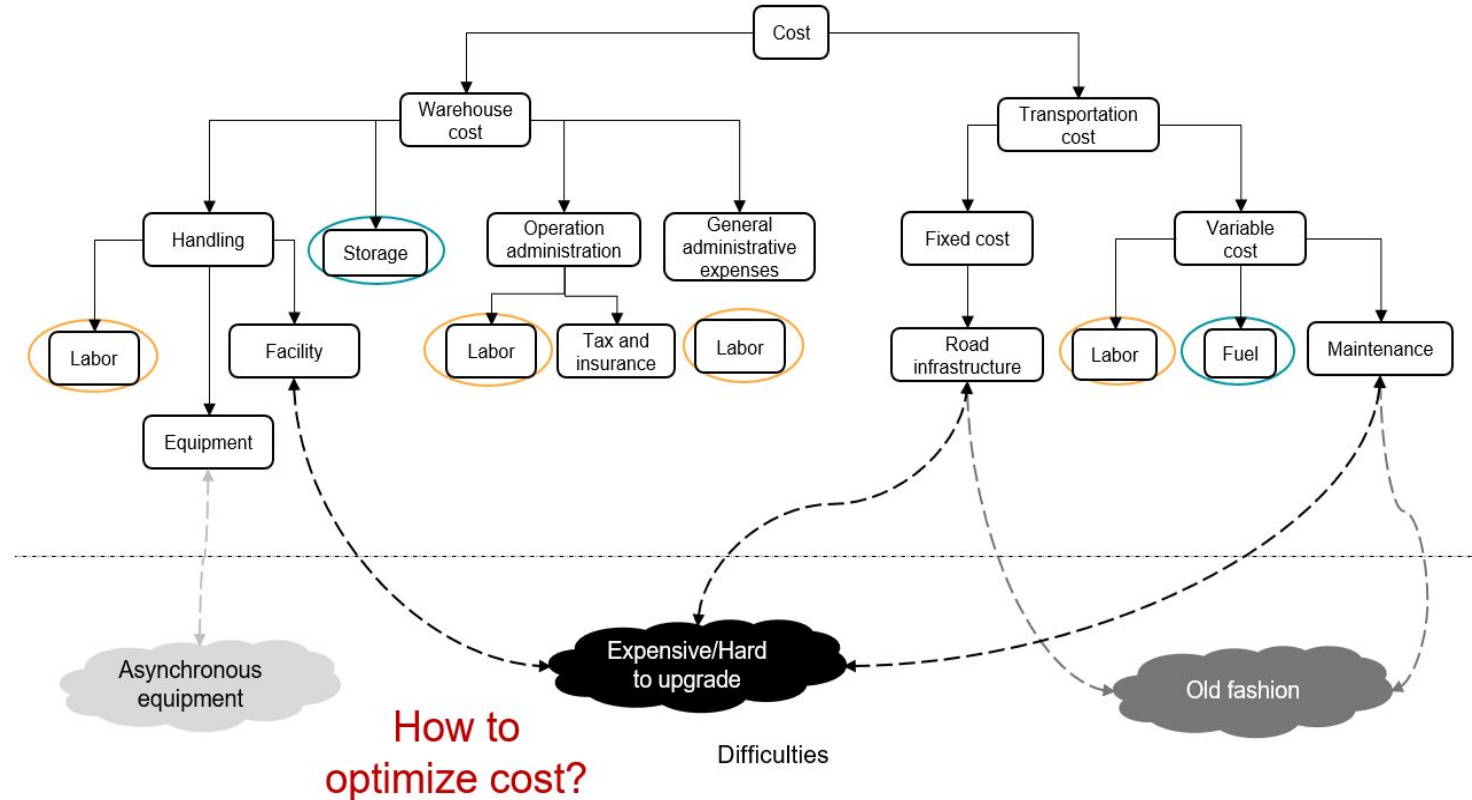 Cost
Warehouse
cost
Transportation
cost
Handling
Storage
Operation
administration
General
administrative
expenses
Fixed cost
Variable
cost
Labor
Facility
Labor
Tax and
insurance
Labor
Road
infrastructure
Labor
Fuel
Maintenance
Equipment
Asynchronous
equipment
Expensive/Hard
to upgrade
Old fashion
How to
optimize cost?
Difficulties